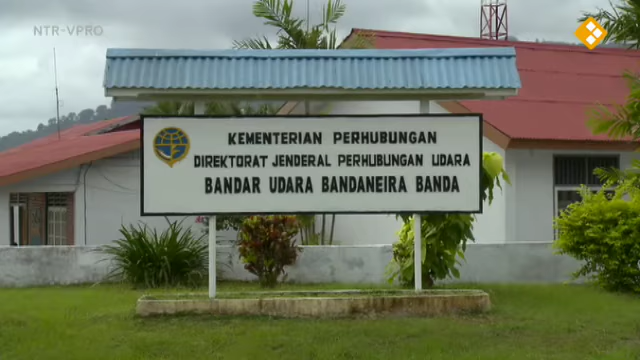 NTR-VPRO
KEMENTERIAN PERHUBUNGAN
DIREKTORAT JENDERAL PERHUBUNGAN UDARA
BANDAR UDARA BANDANEIRA BANDA